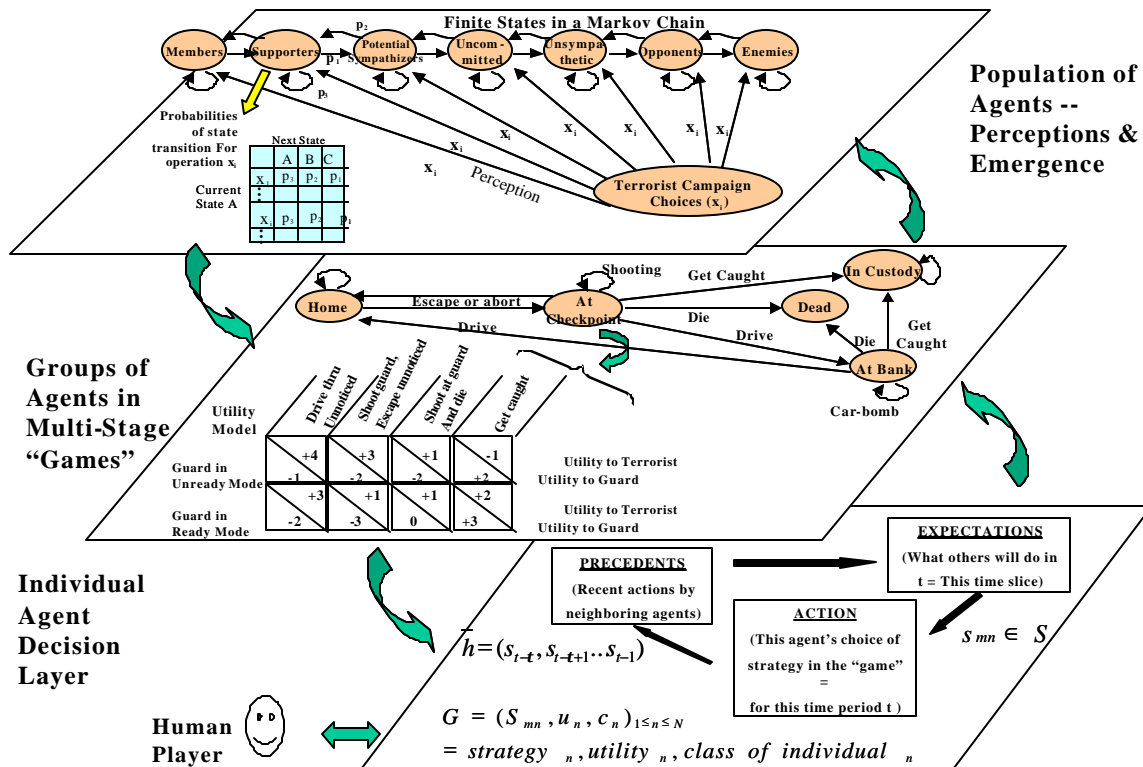 Finite States in a Markov Chain
p₂
Members
Supporters
Potential
Sympathizers
Uncom -
mitted
Unsympa
thetic
Opponents
Enemies
p₁
p₃
Probabilities
of state
transition For
operation xᵢ
Next State
A B C
xᵢ p₃ p₂ p₁
⋮
Current
State A
xᵢ p₃ p₂ p₁
⋮
xᵢ
xᵢ
xᵢ
xᵢ
xᵢ
xᵢ
xᵢ
Perception
Terrorist Campaign
Choices (xᵢ)
Population of
Agents --
Perceptions &
Emergence
Shooting
Get Caught
In Custody
Home
Escape or abort
At
Checkpoint
Dead
Die
Drive
Drive
Die
Get
Caught
At Bank
Car-bomb
Groups of
Agents in
Multi-Stage
“Games”
Utility
Model
Drive thru
Unnoticed
Shoot guard,
Escape unnoticed
Shoot at guard
And die
Get caught
Guard in
Unready Mode
+4 +3 +1 -1
-1 -2 -2 +2
Utility to Terrorist
Utility to Guard
Guard in
Ready Mode
+3 +1 +1 +2
-2 -3 0 +3
Utility to Terrorist
Utility to Guard
Individual
Agent
Decision
Layer
PRECEDENTS
(Recent actions by
neighboring agents)
EXPECTATIONS
(What others will do in
t = This time slice)
ACTION
(This agent’s choice of
strategy in the “game”
=
for this time period t )
s mn ∈ S
h̄=(s t-t, s t-t+1..s t-1)
Human
Player
G = (S mn , u n , c n ) 1≤ n ≤ N
= strategy n , utility n , class of individual n